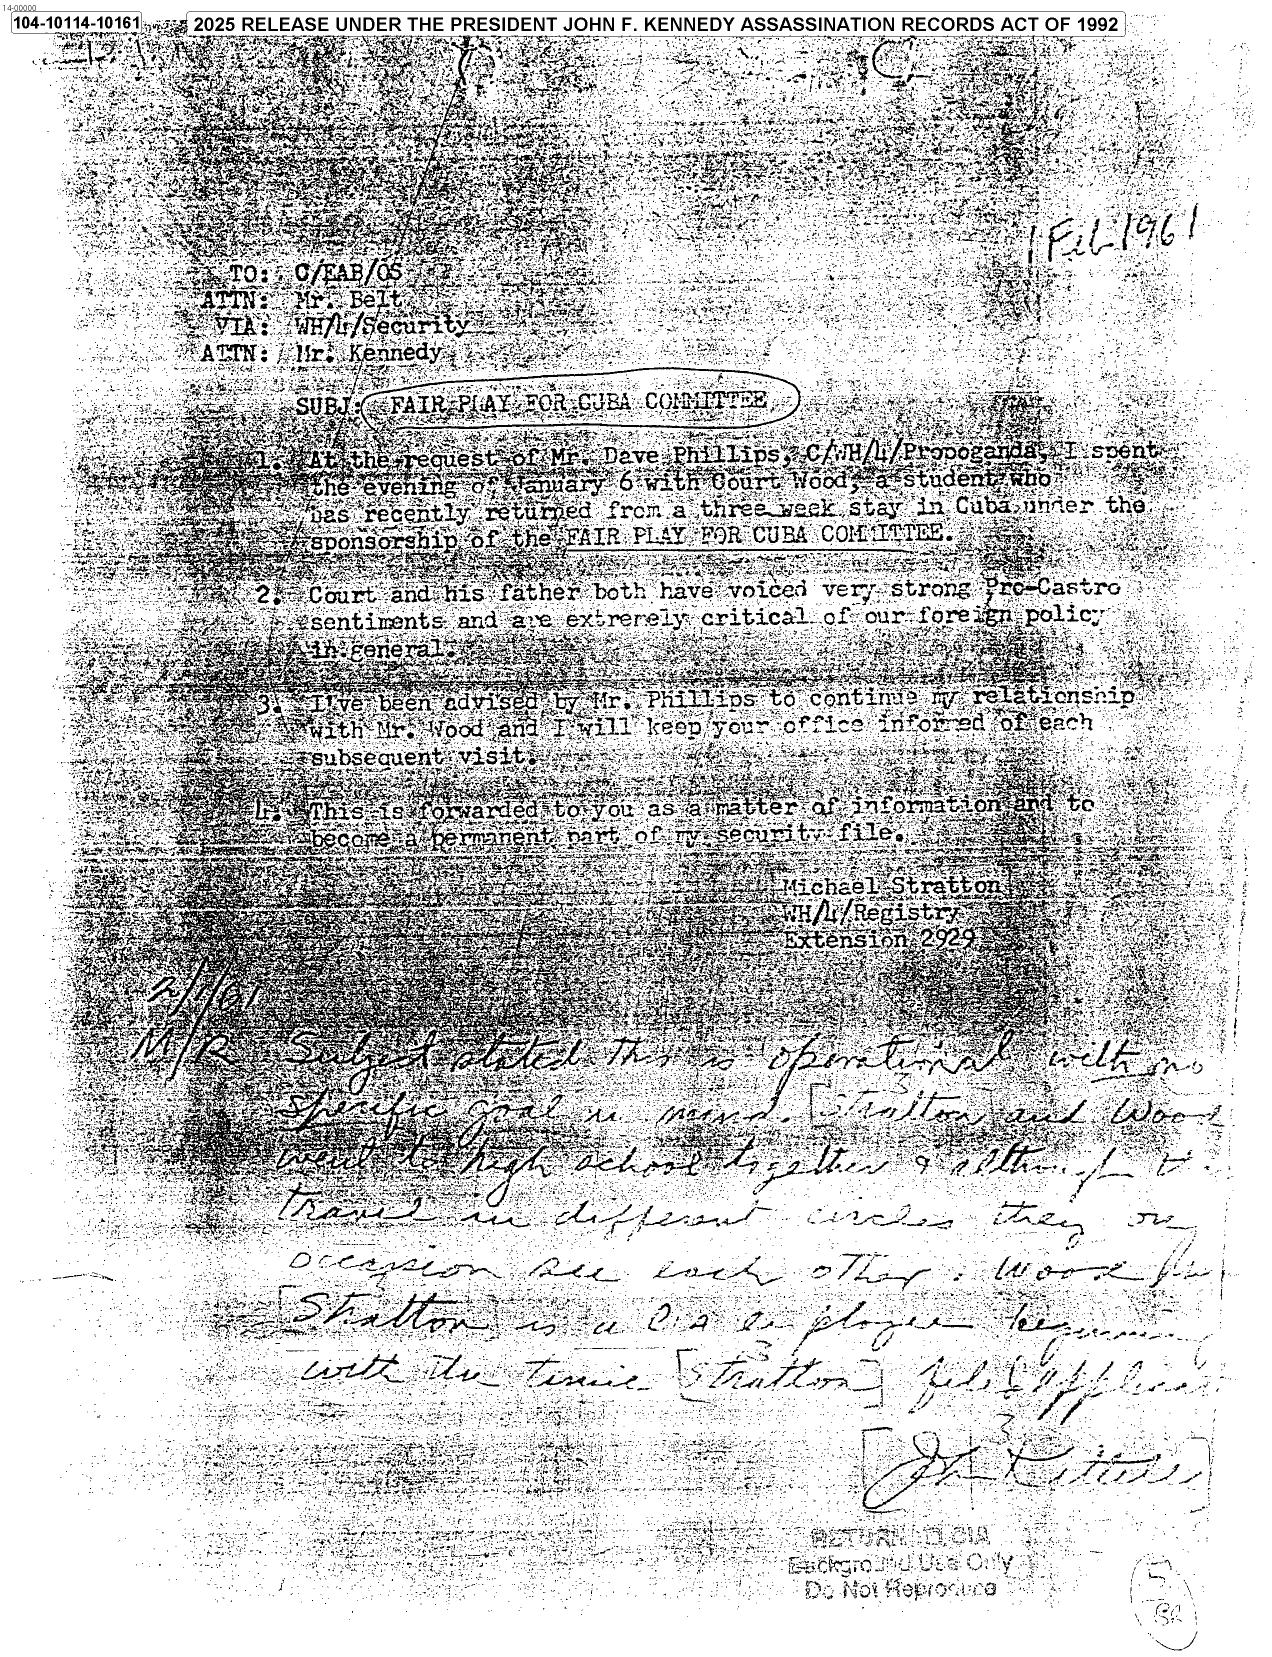 14-00000
104-10114-10161
2025 RELEASE UNDER THE PRESIDENT JOHN F. KENNEDY ASSASSINATION RECORDS ACT OF 1992
1 Feb 1961
TO: C/EAB/OS
ATTN: Mr. Belt
VIA: WH/4/Security
ATTN: Mr. Kennedy
SUBJ: FAIR PLAY FOR CUBA COMMITTEE
1. At the request of Mr. Dave Phillips, C/WH/4/Propoganda, I spent
the evening of January 6 with Court Wood, a student who
has recently returned from a three week stay in Cuba under the
sponsorship of the FAIR PLAY FOR CUBA COMMITTEE.
2. Court and his father both have voiced very strong Pro-Castro
sentiments and are extremely critical of our foreign policy
in general.
3. I've been advised by Mr. Phillips to continue my relationship
with Mr. Wood and I will keep your office informed of each
subsequent visit.
4. This is forwarded to you as a matter of information and to
become a permanent part of my security file.
Michael Stratton
WH/4/Registry
Extension 2929
2/1/61
M/R Subject stated this is operational with no
specific goal in mind. [Stratton] and Wood
went to high school together & although
travel in different circles they on
occasion see each other. Wood
[Stratton] is a CIA employee beginning
with the time [Stratton] filed
3
[John
3
RETURN TO CIA
Background Use Only
Do Not Reproduce
5